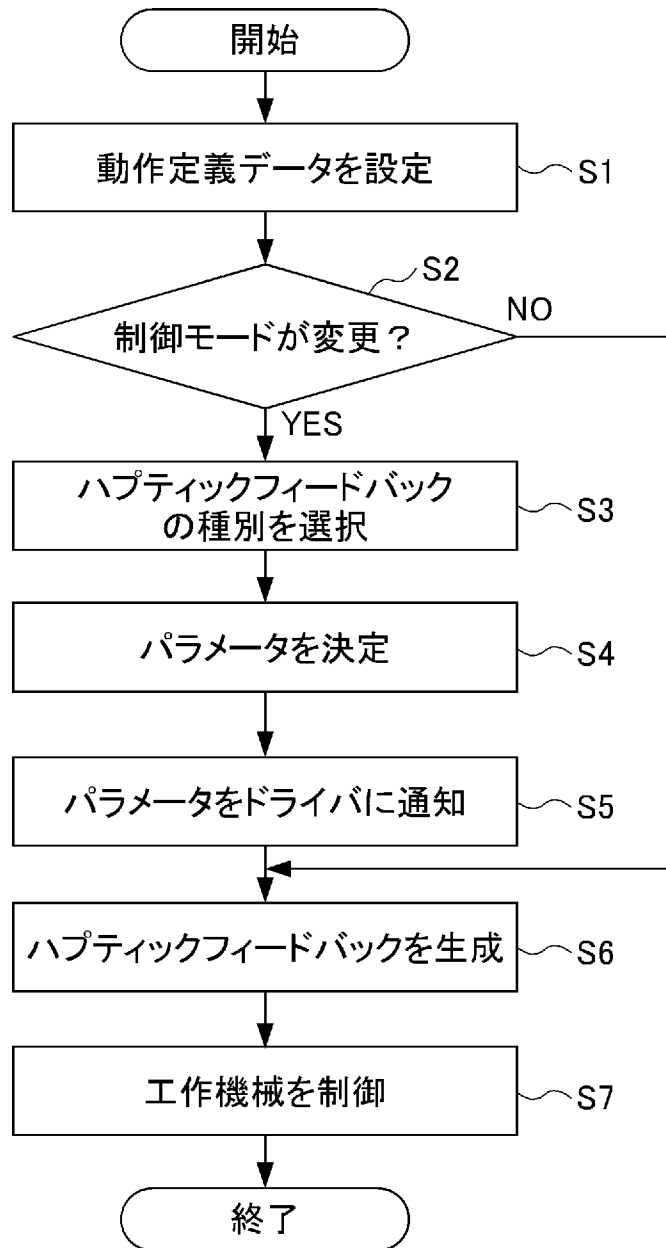 開始
動作定義データを設定
S1
S2
制御モードが変更?
NO
YES
ハプティックフィードバック
の種別を選択
S3
パラメータを決定
S4
パラメータをドライバに通知
S5
ハプティックフィードバックを生成
S6
工作機械を制御
S7
終了